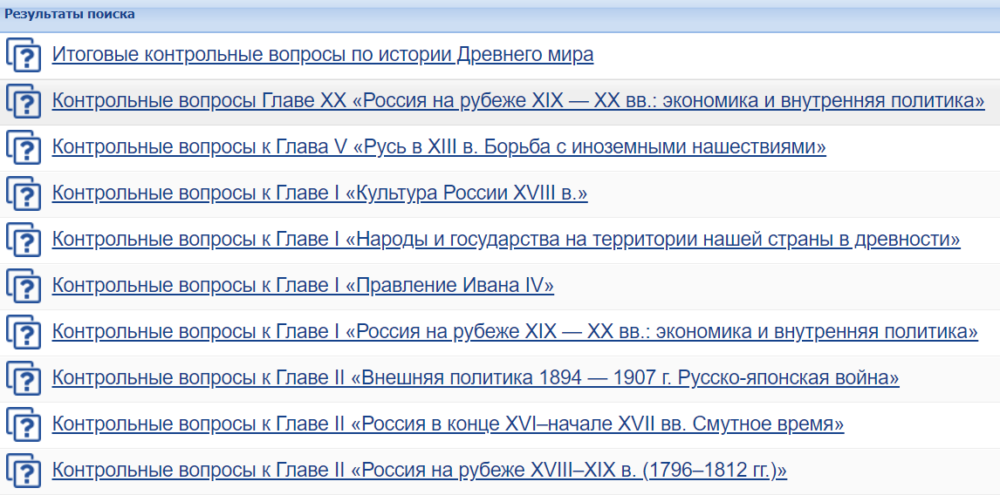 Результаты поиска
Итоговые контрольные вопросы по истории Древнего мира
Контрольные вопросы Главе XX «Россия на рубеже XIX — XX вв.: экономика и внутренняя политика»
Контрольные вопросы к Глава V «Русь в XIII в. Борьба с иноземными нашествиями»
Контрольные вопросы к Главе I «Культура России XVIII в.»
Контрольные вопросы к Главе I «Народы и государства на территории нашей страны в древности»
Контрольные вопросы к Главе I «Правление Ивана IV»
Контрольные вопросы к Главе I «Россия на рубеже XIX — XX вв.: экономика и внутренняя политика»
Контрольные вопросы к Главе II «Внешняя политика 1894 — 1907 г. Русско-японская война»
Контрольные вопросы к Главе II «Россия в конце XVI–начале XVII вв. Смутное время»
Контрольные вопросы к Главе II «Россия на рубеже XVIII–XIX в. (1796–1812 гг.)»